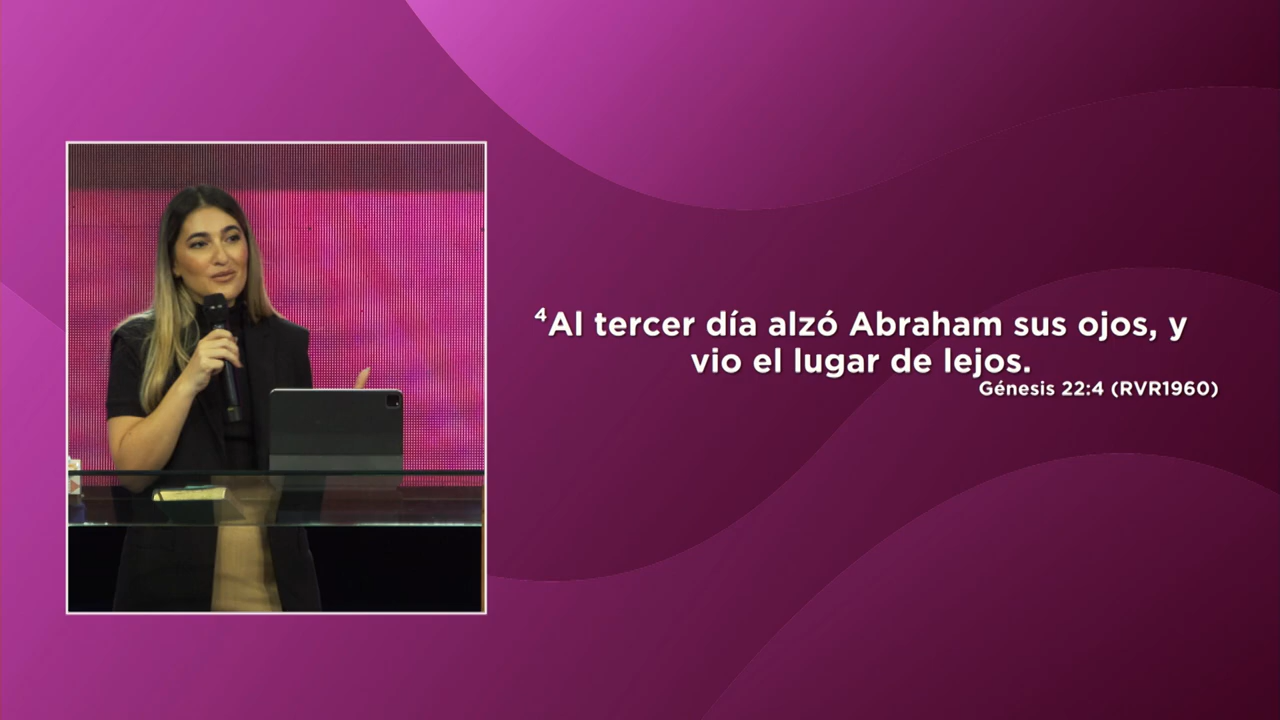 ⁴Al tercer día alzó Abraham sus ojos, y
vio el lugar de lejos.
Génesis 22:4 (RVR1960)